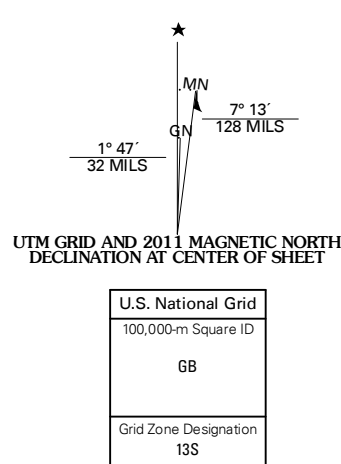 ★
MN
7° 13´
128 MILS
GN
1° 47´
32 MILS
UTM GRID AND 2011 MAGNETIC NORTH
DECLINATION AT CENTER OF SHEET
U.S. National Grid
100,000-m Square ID
GB
Grid Zone Designation
13S